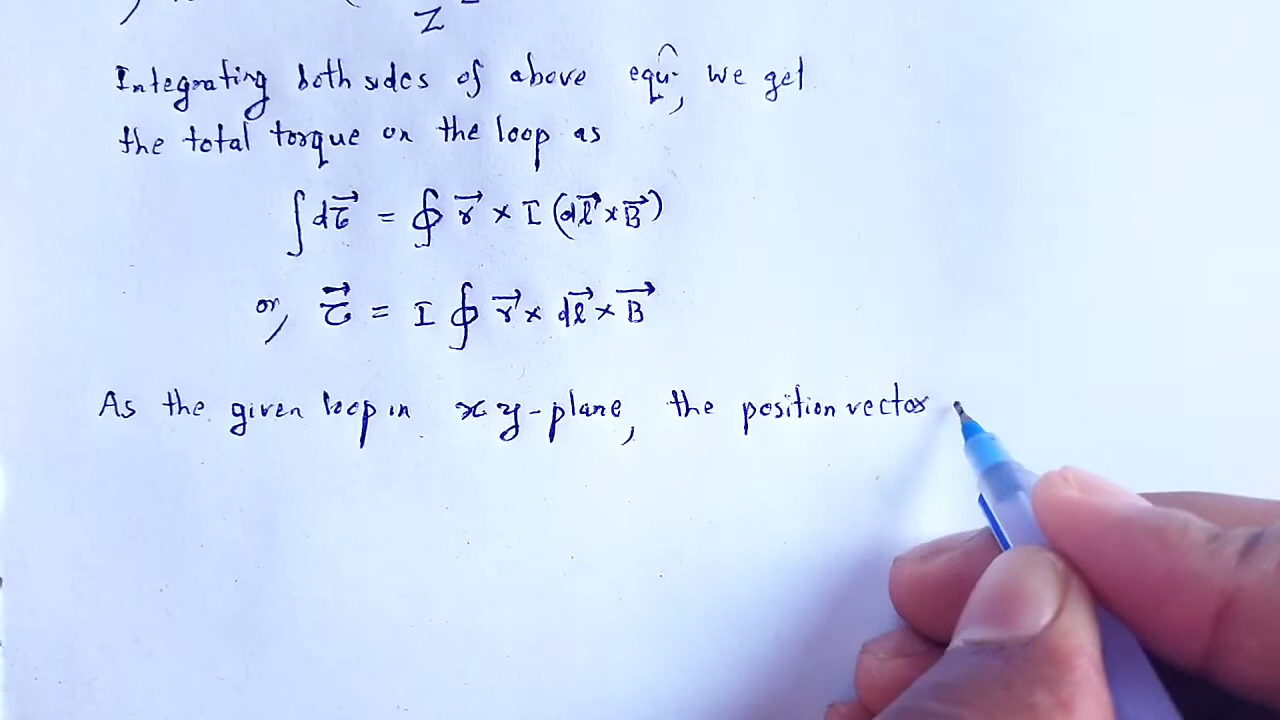 Z
Integrating both sides of above equ^n, we get
the total torque on the loop as
∫dτ⃗ = ∮ r⃗ × I (dl⃗ × B⃗)
or, τ⃗ = I ∮ r⃗ × dl⃗ × B⃗
As the given loop in xy-plane, the position vector